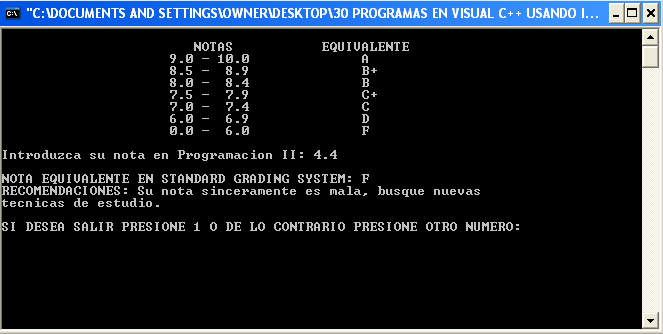 "C:\DOCUMENTS AND SETTINGS\OWNER\DESKTOP\30 PROGRAMAS EN VISUAL C++ USANDO I...
NOTAS EQUIVALENTE
9.0 - 10.0 A
8.5 - 8.9 B+
8.0 - 8.4 B
7.5 - 7.9 C+
7.0 - 7.4 C
6.0 - 6.9 D
0.0 - 6.0 F
Introduzca su nota en Programacion II: 4.4
NOTA EQUIVALENTE EN STANDARD GRADING SYSTEM: F
RECOMENDACIONES: Su nota sinceramente es mala, busque nuevas
tecnicas de estudio.
SI DESEA SALIR PRESIONE 1 O DE LO CONTRARIO PRESIONE OTRO NUMERO: